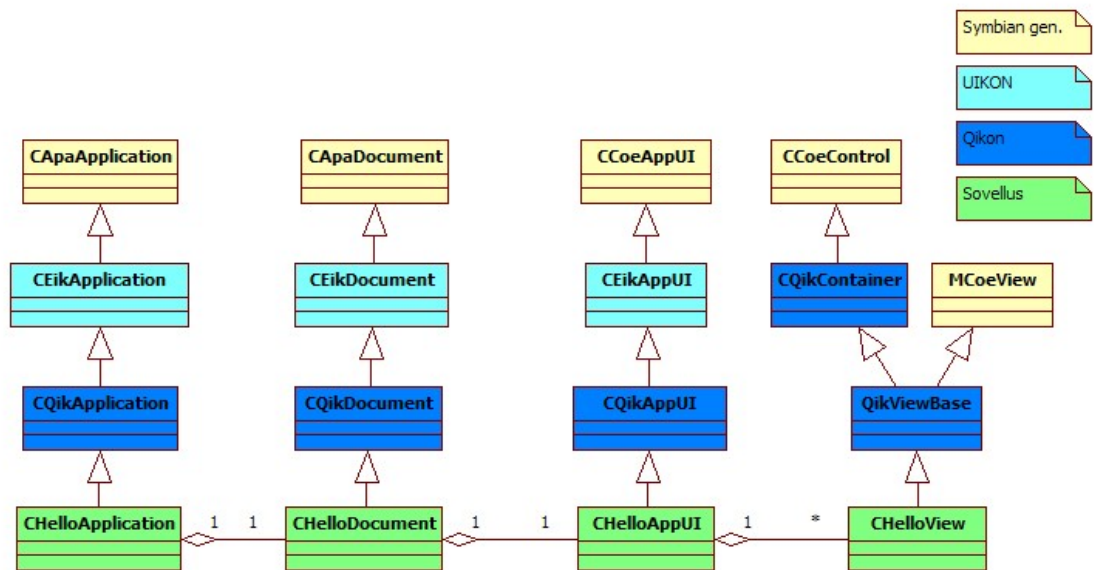 Symbian gen.
UIKON
Qikon
Sovellus
CApaApplication
CApaDocument
CCoeAppUI
CCoeControl
CEikApplication
CEikDocument
CEikAppUI
CQikContainer
MCoeView
CQikApplication
CQikDocument
CQikAppUI
QikViewBase
CHelloApplication
1
1
CHelloDocument
1
1
CHelloAppUI
1
*
CHelloView